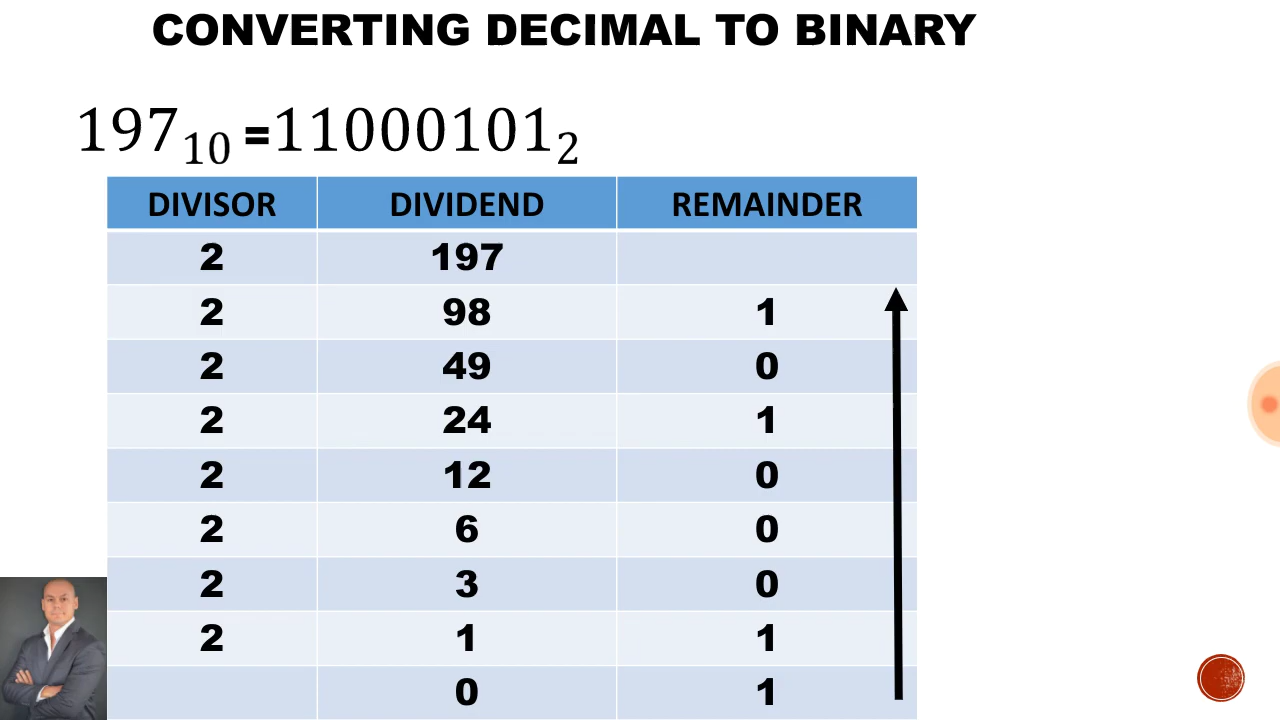 CONVERTING DECIMAL TO BINARY
197₁₀ =11000101₂
DIVISOR DIVIDEND REMAINDER
2 197
2 98 1
2 49 0
2 24 1
2 12 0
2 6 0
2 3 0
2 1 1
0 1